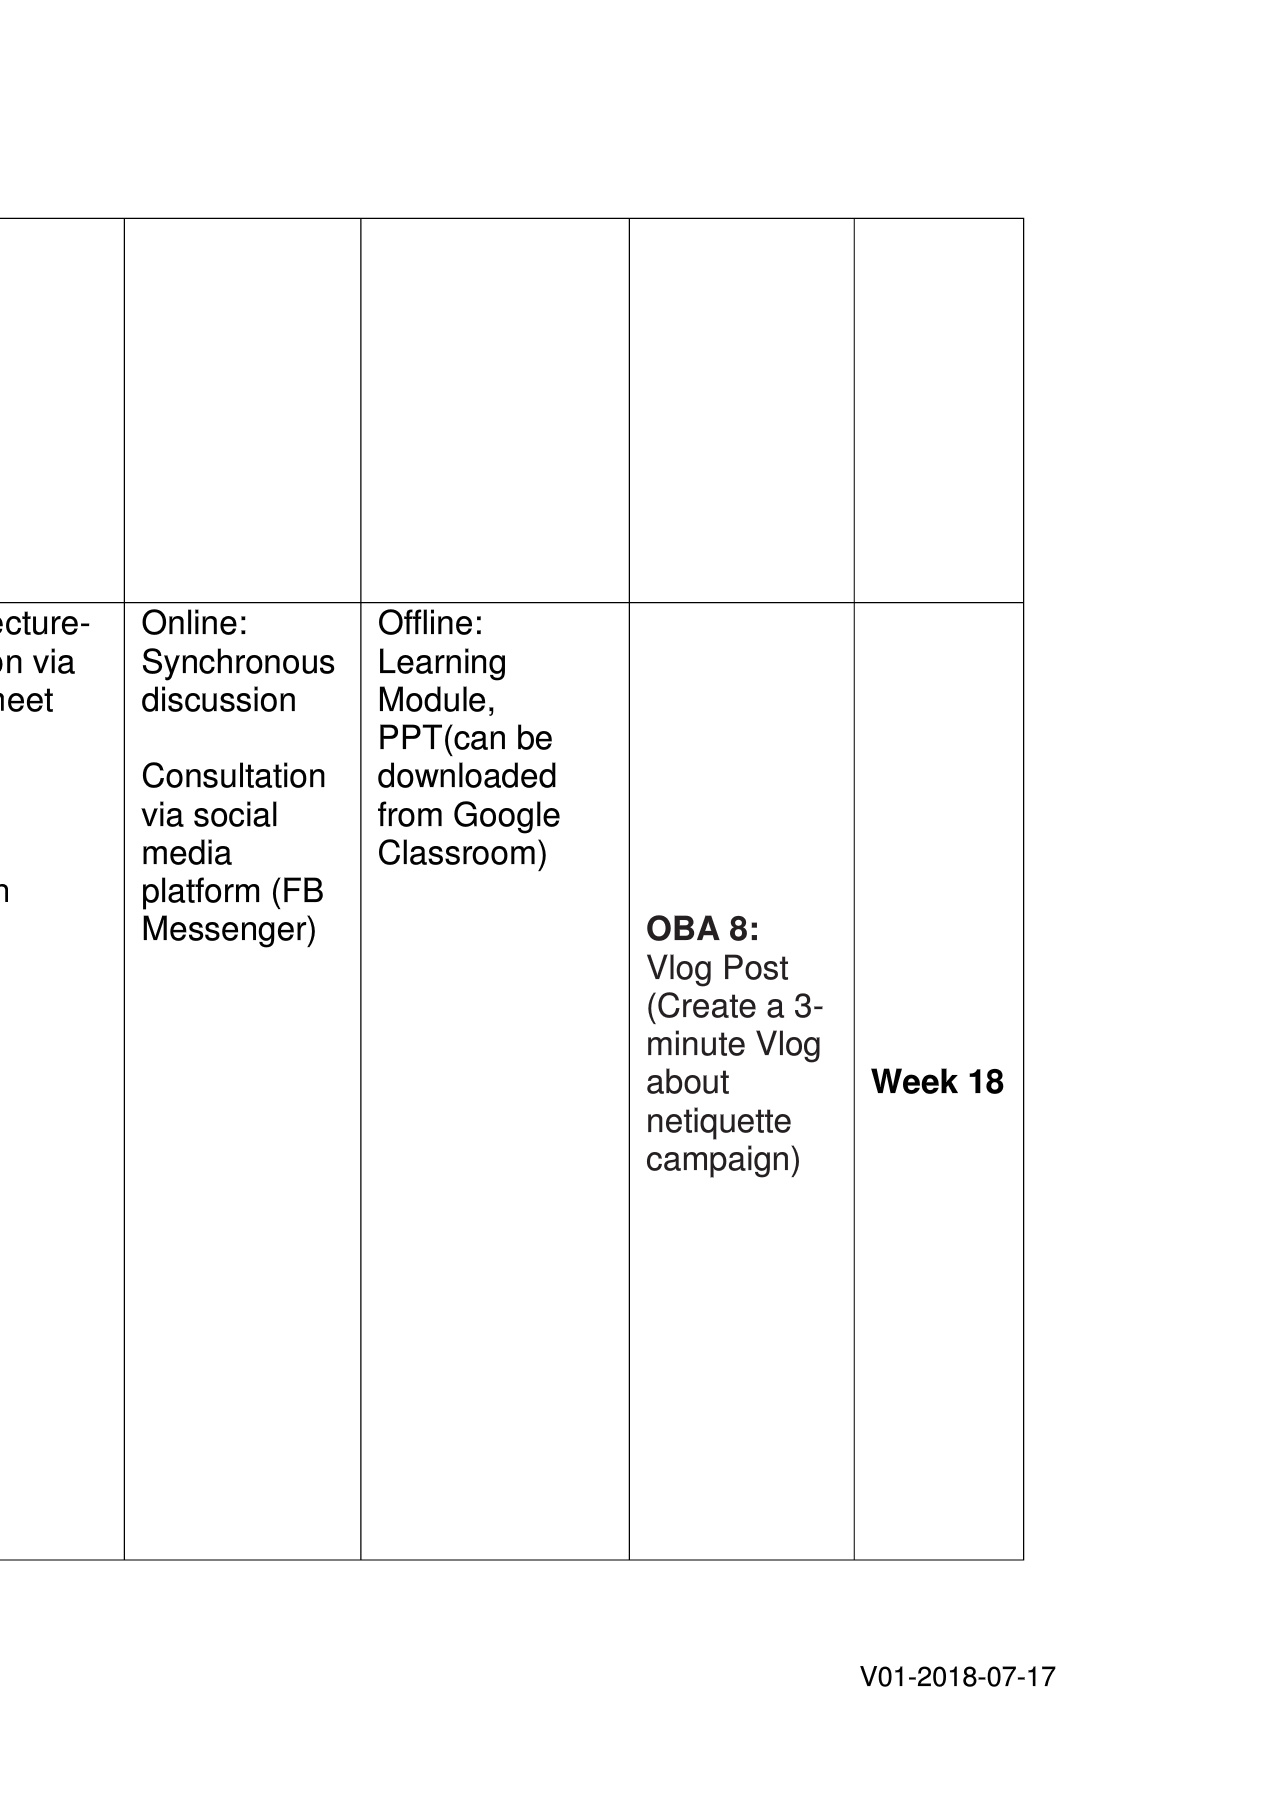 on via
Online:
Synchronous
discussion
Consultation
via social
media
platform (FB
Messenger)
Offline:
Learning
Module,
PPT(can be
downloaded
from Google
Classroom)
OBA 8:
Vlog Post
(Create a 3-
minute Vlog
about
netiquette
campaign)
Week 18
V01-2018-07-17